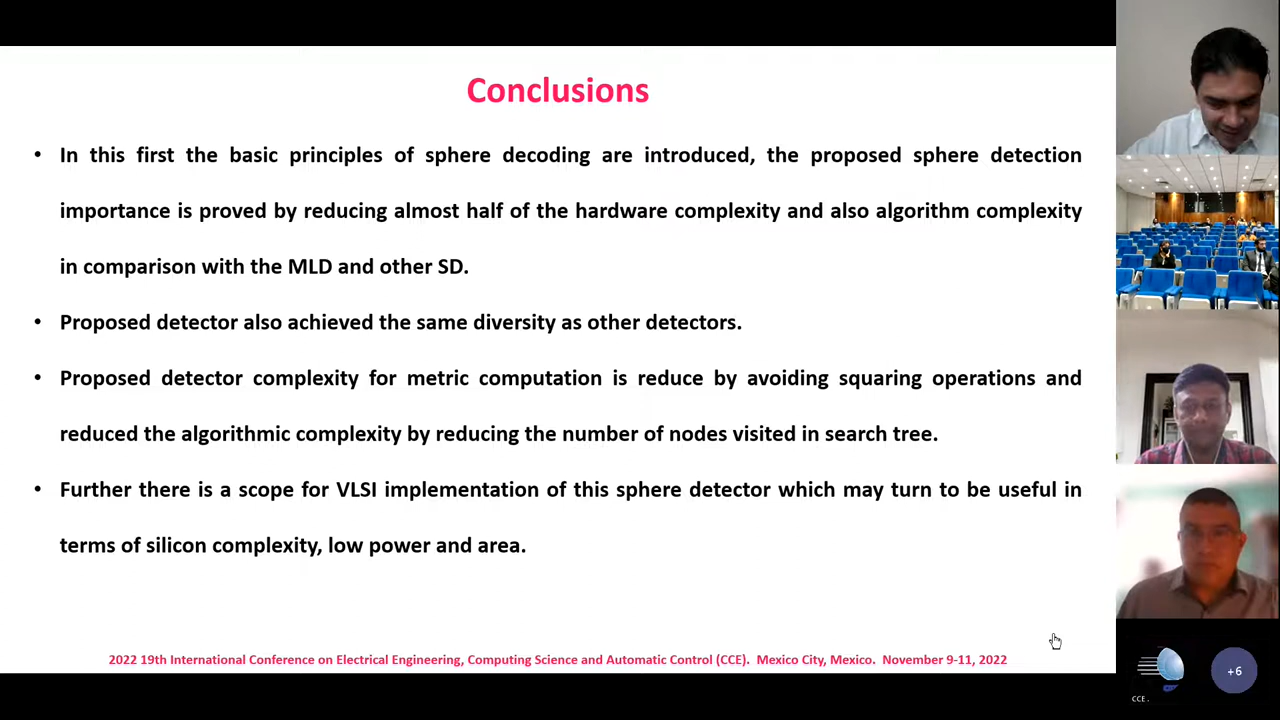 Conclusions
• In this first the basic principles of sphere decoding are introduced, the proposed sphere detection
importance is proved by reducing almost half of the hardware complexity and also algorithm complexity
in comparison with the MLD and other SD.
• Proposed detector also achieved the same diversity as other detectors.
• Proposed detector complexity for metric computation is reduce by avoiding squaring operations and
reduced the algorithmic complexity by reducing the number of nodes visited in search tree.
• Further there is a scope for VLSI implementation of this sphere detector which may turn to be useful in
terms of silicon complexity, low power and area.
2022 19th International Conference on Electrical Engineering, Computing Science and Automatic Control (CCE). Mexico City, Mexico. November 9-11, 2022
CCE.
+6